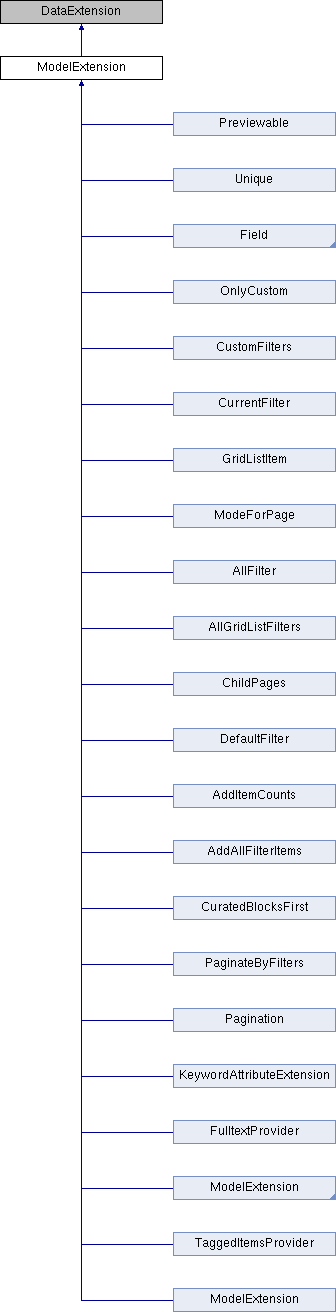 DataExtension
ModelExtension
Previewable
Unique
Field
OnlyCustom
CustomFilters
CurrentFilter
GridListItem
ModeForPage
AllFilter
AllGridListFilters
ChildPages
DefaultFilter
AddItemCounts
AddAllFilterItems
CuratedBlocksFirst
PaginateByFilters
Pagination
KeywordAttributeExtension
FulltextProvider
ModelExtension
TaggedItemsProvider
ModelExtension